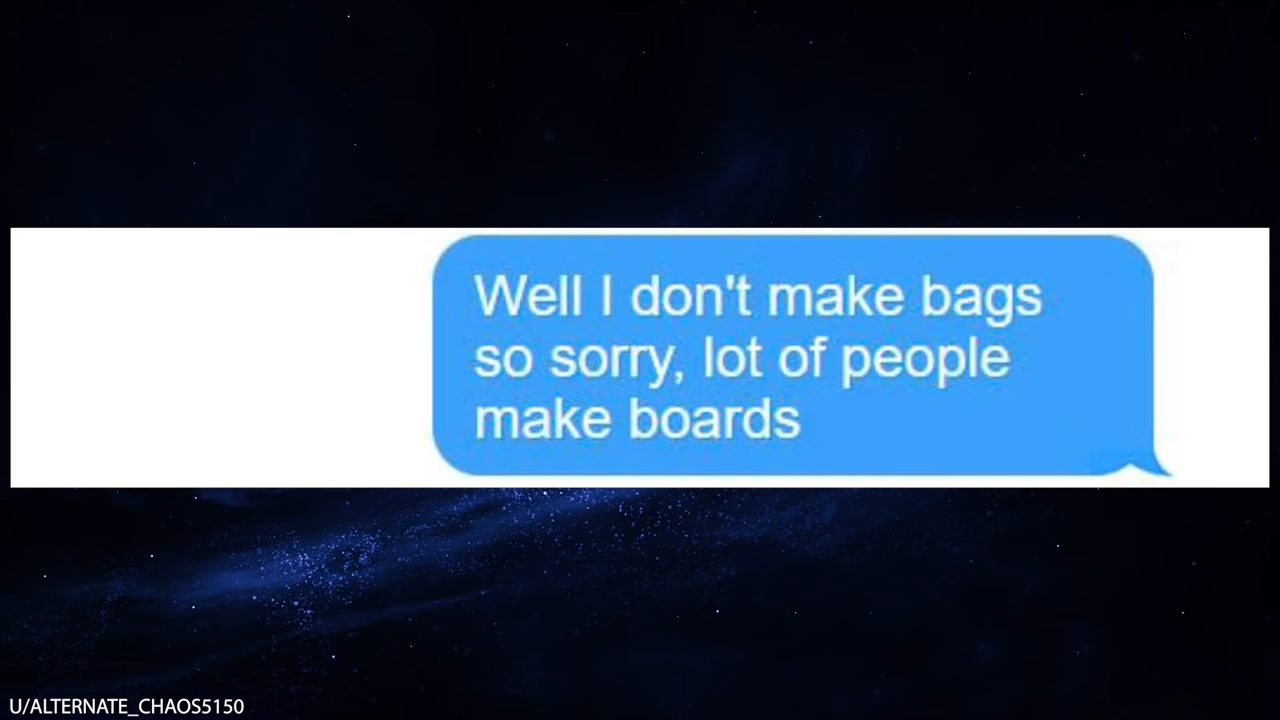 Well I don't make bags
so sorry, lot of people
make boards
U/ALTERNATE_CHAOS5150